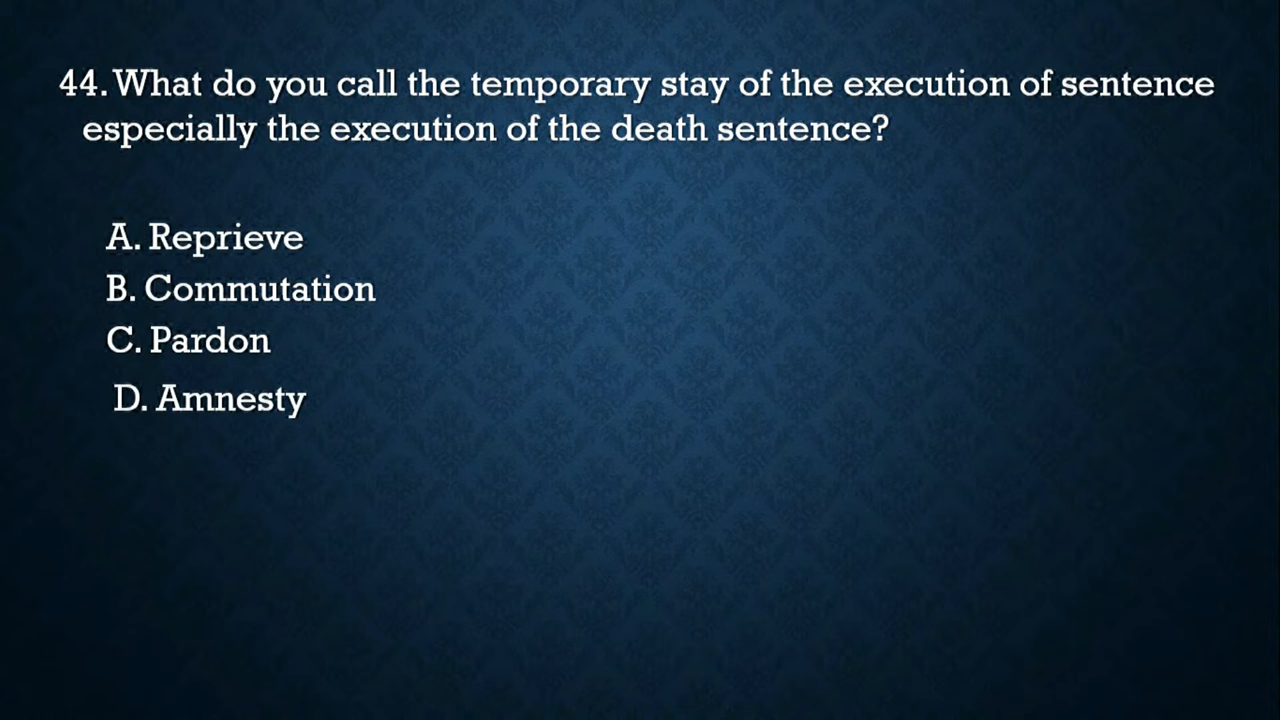 44. What do you call the temporary stay of the execution of sentence
especially the execution of the death sentence?
A. Reprieve
B. Commutation
C. Pardon
D. Amnesty